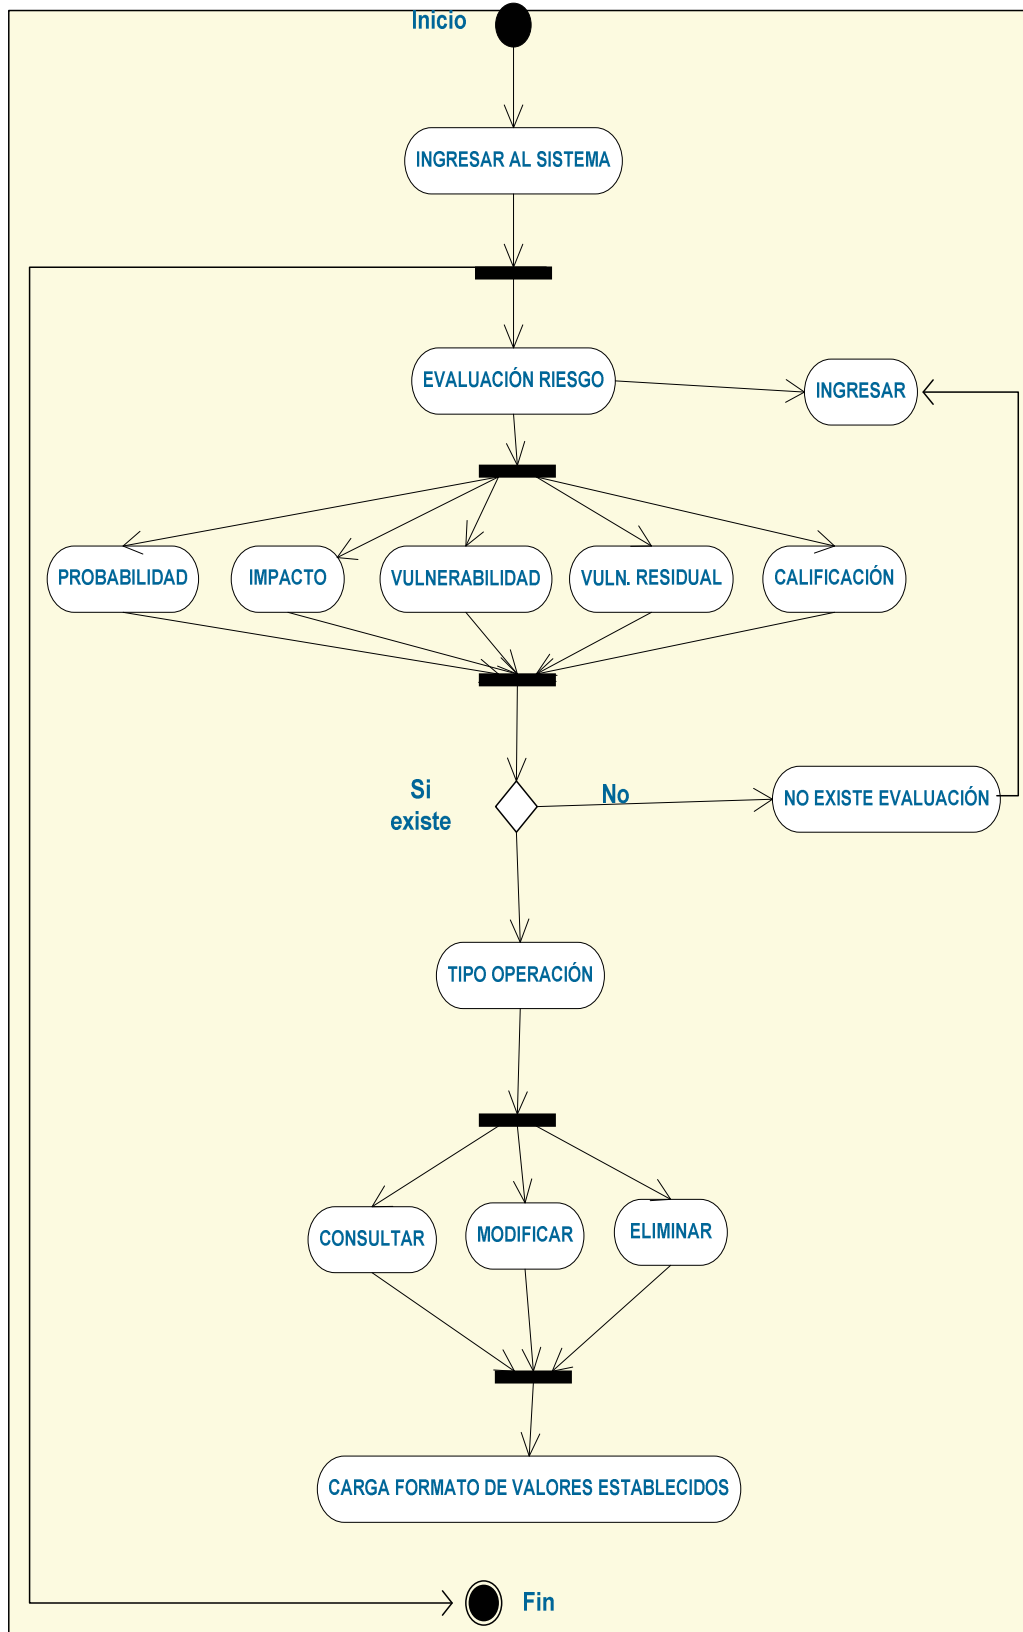 Inicio
INGRESAR AL SISTEMA
EVALUACIÓN RIESGO
INGRESAR
PROBABILIDAD
IMPACTO
VULNERABILIDAD
VULN. RESIDUAL
CALIFICACIÓN
Si
existe
No
NO EXISTE EVALUACIÓN
TIPO OPERACIÓN
CONSULTAR
MODIFICAR
ELIMINAR
CARGA FORMATO DE VALORES ESTABLECIDOS
Fin